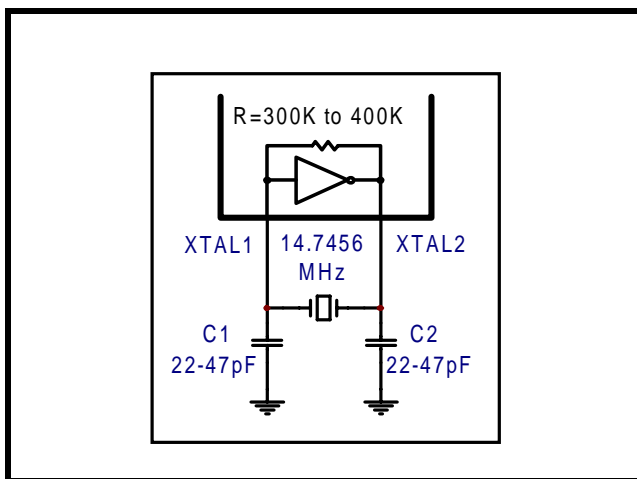 R=300K to 400K
XTAL1
14.7456
MHz
XTAL2
C1
22-47pF
C2
22-47pF